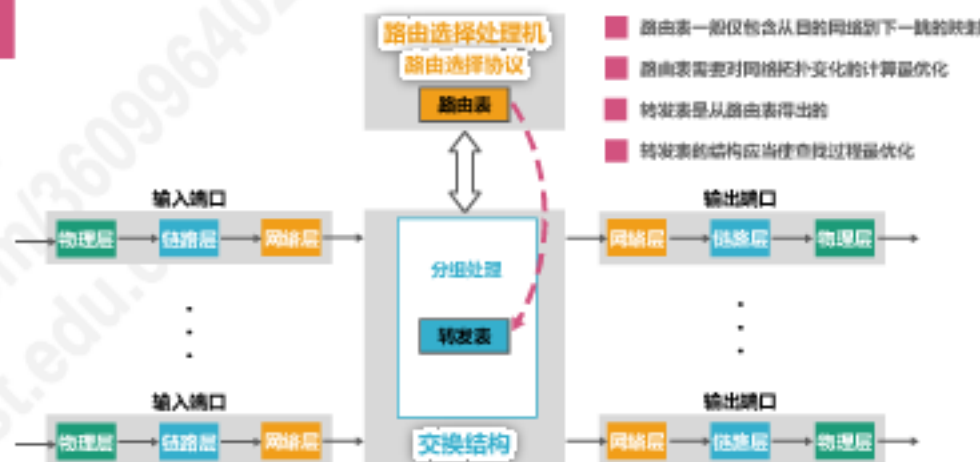 路由选择处理机
路由选择协议
路由表
路由表一般仅包含从目的网络到下一跳的映射
路由表需要对网络拓扑变化的计算最优化
转发表是从路由表得出的
转发表的结构应当使查找过程最优化
输入端口
物理层 链路层 网络层
分组处理
转发表
输出端口
网络层 链路层 物理层
输入端口
物理层 链路层 网络层
交换结构
输出端口
网络层 链路层 物理层